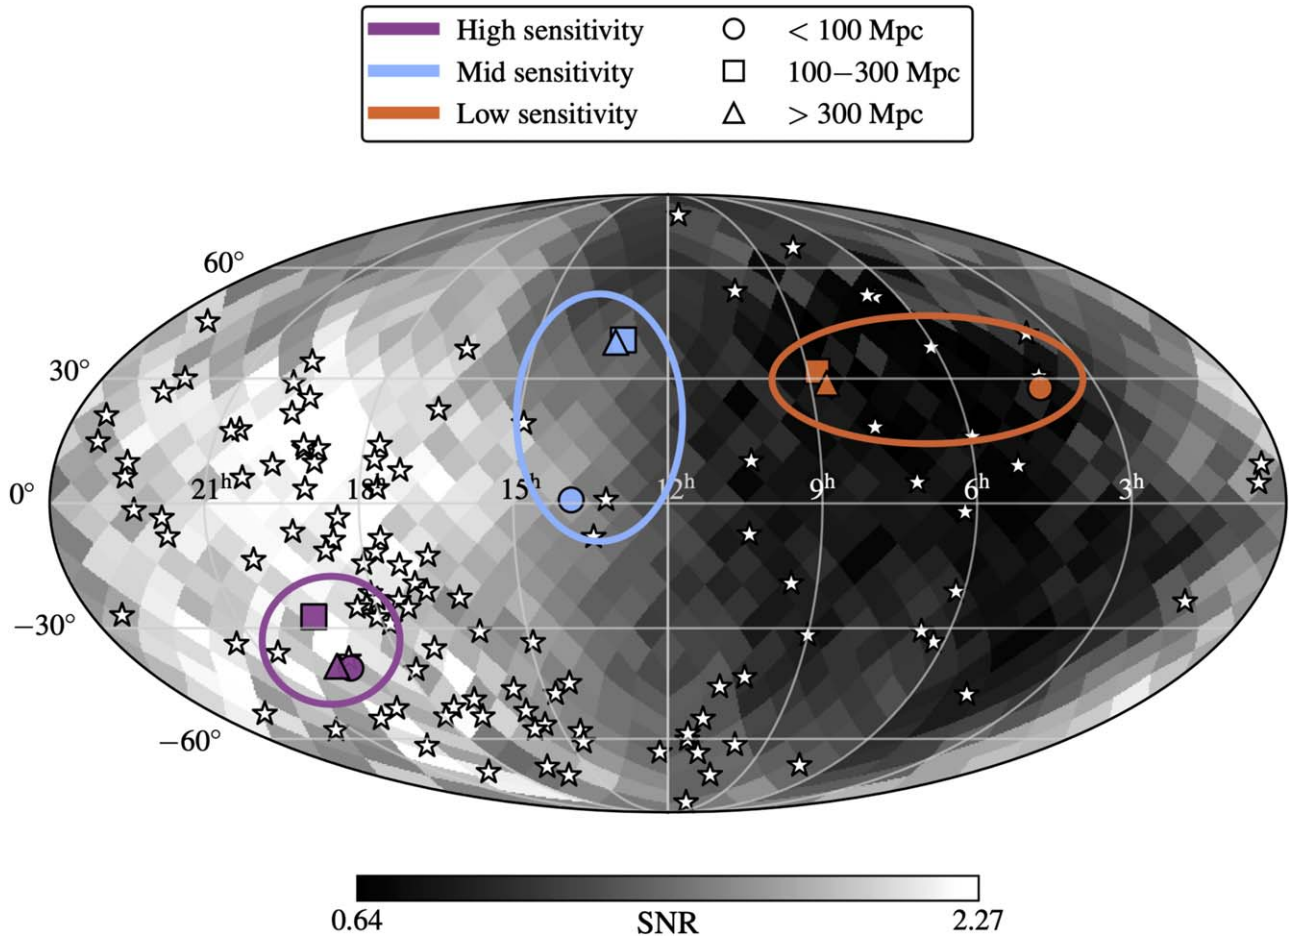 High sensitivity < 100 Mpc
Mid sensitivity 100−300 Mpc
Low sensitivity > 300 Mpc
60°
30°
0° 21h 18h 15h 12h 9h 6h 3h
−30°
−60°
0.64 SNR 2.27